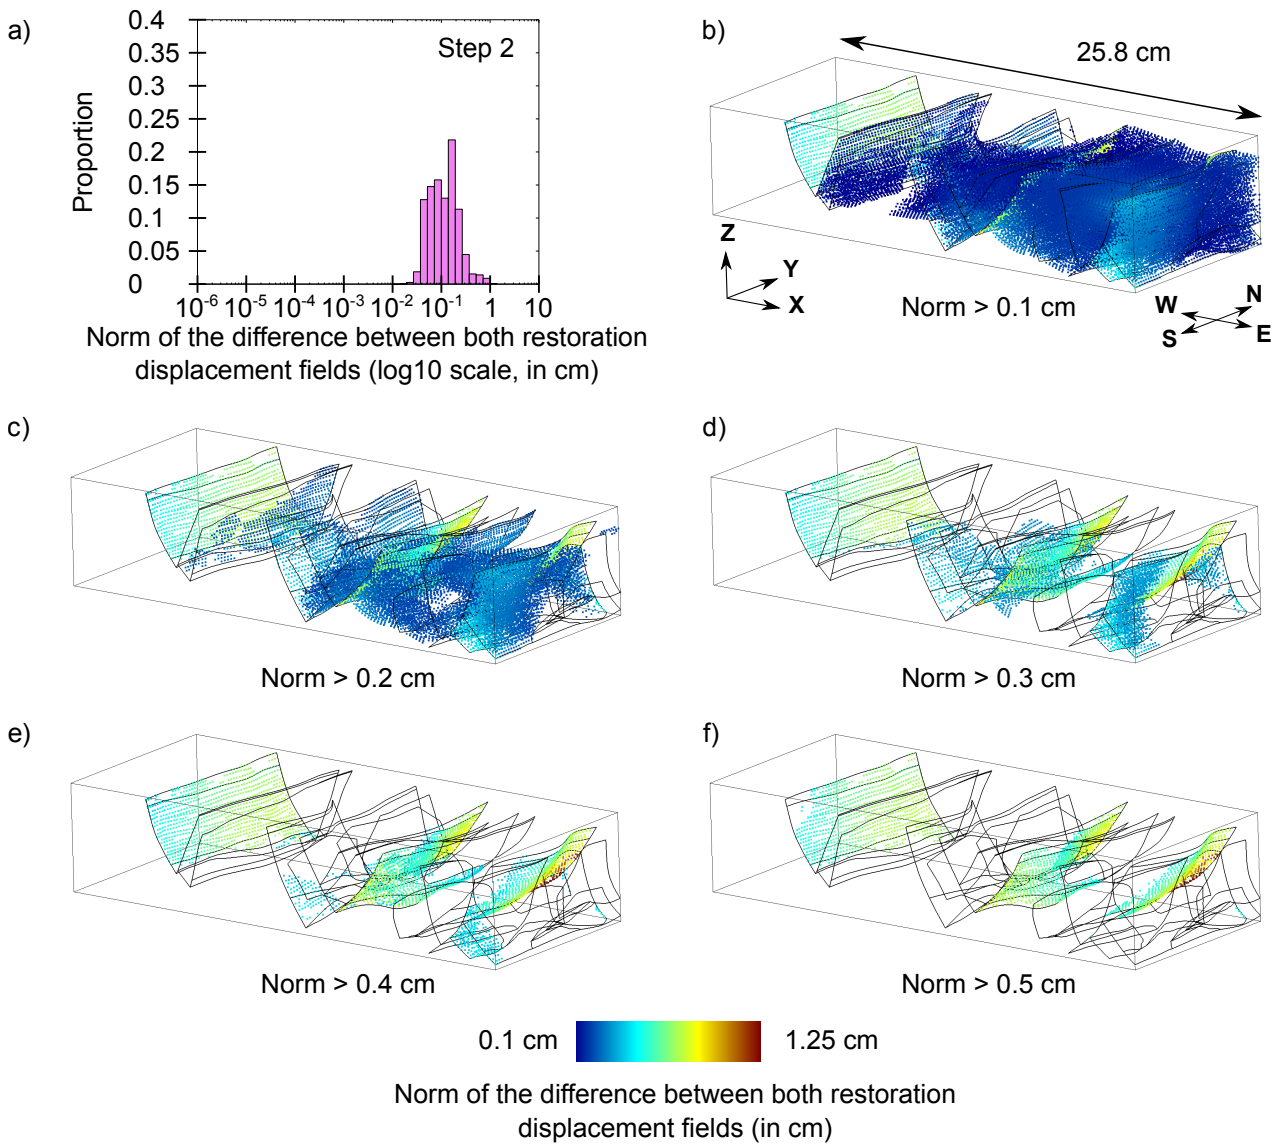 a)
0.4
0.35
0.3
0.25
0.2
0.15
0.1
0.05
0
Proportion
Step 2
10-6 10-5 10-4 10-3 10-2 10-1 1 10
Norm of the difference between both restoration
displacement fields (log10 scale, in cm)
b)
25.8 cm
Z
Y
X
Norm > 0.1 cm
W N
S E
c)
Norm > 0.2 cm
d)
Norm > 0.3 cm
e)
Norm > 0.4 cm
f)
Norm > 0.5 cm
0.1 cm 1.25 cm
Norm of the difference between both restoration
displacement fields (in cm)